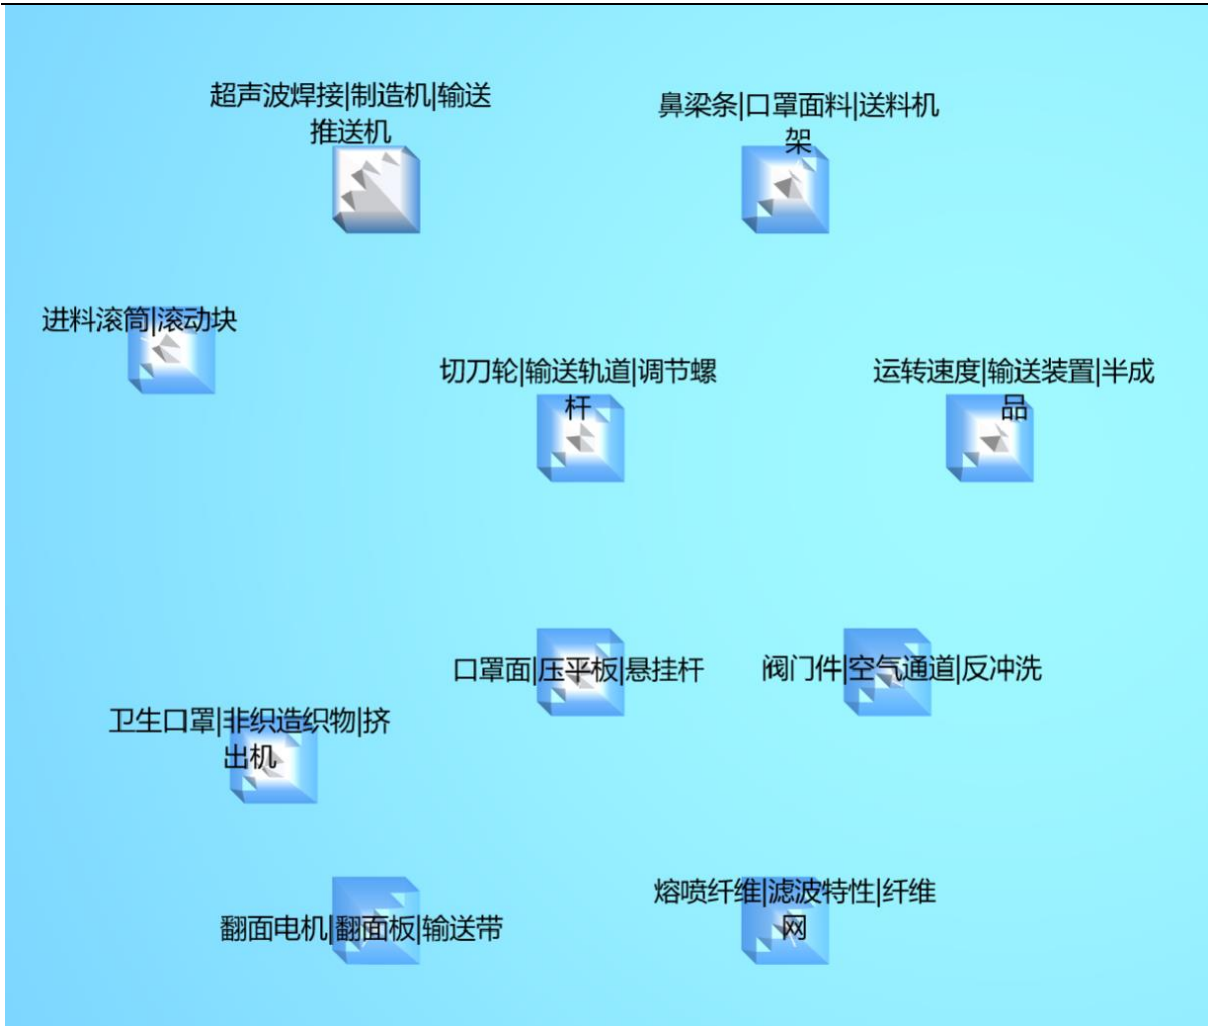 超声波焊接|制造机|输送
推送机
鼻梁条|口罩面料|送料机
架
进料滚筒|滚动块
切刀轮|输送轨道|调节螺
杆
运转速度|输送装置|半成
品
口罩面|压平板|悬挂杆
阀门件|空气通道|反冲洗
卫生口罩|非织造织物|挤
出机
熔喷纤维|滤波特性|纤维
网
翻面电机|翻面板|输送带